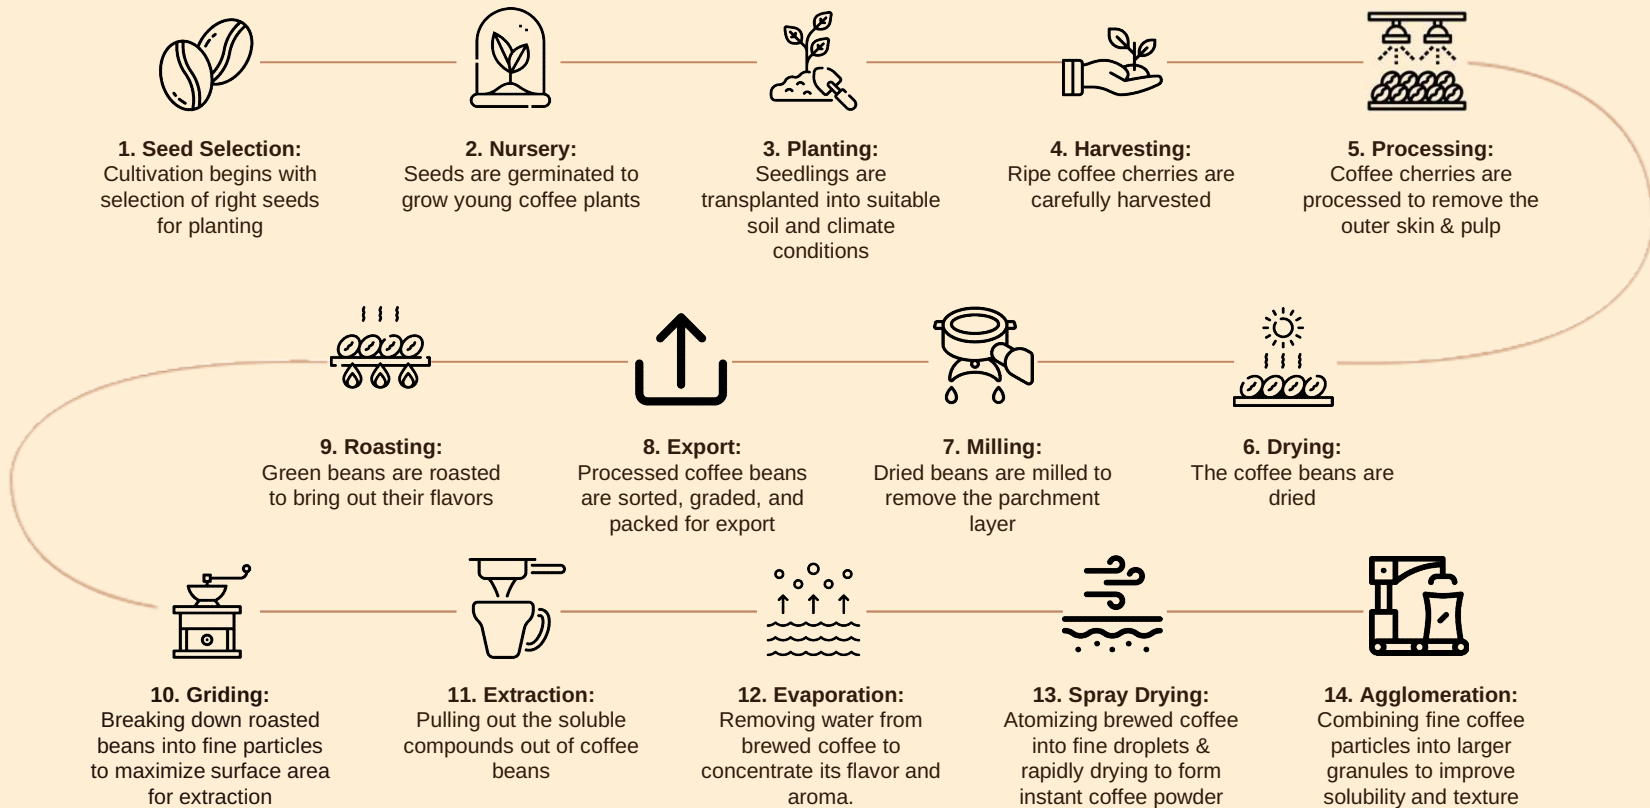 1. Seed Selection:
Cultivation begins with
selection of right seeds
for planting
2. Nursery:
Seeds are germinated to
grow young coffee plants
3. Planting:
Seedlings are
transplanted into suitable
soil and climate
conditions
4. Harvesting:
Ripe coffee cherries are
carefully harvested
5. Processing:
Coffee cherries are
processed to remove the
outer skin & pulp
6. Drying:
The coffee beans are
dried
7. Milling:
Dried beans are milled to
remove the parchment
layer
8. Export:
Processed coffee beans
are sorted, graded, and
packed for export
9. Roasting:
Green beans are roasted
to bring out their flavors
10. Griding:
Breaking down roasted
beans into fine particles
to maximize surface area
for extraction
11. Extraction:
Pulling out the soluble
compounds out of coffee
beans
12. Evaporation:
Removing water from
brewed coffee to
concentrate its flavor and
aroma.
13. Spray Drying:
Atomizing brewed coffee
into fine droplets &
rapidly drying to form
instant coffee powder
14. Agglomeration:
Combining fine coffee
particles into larger
granules to improve
solubility and texture